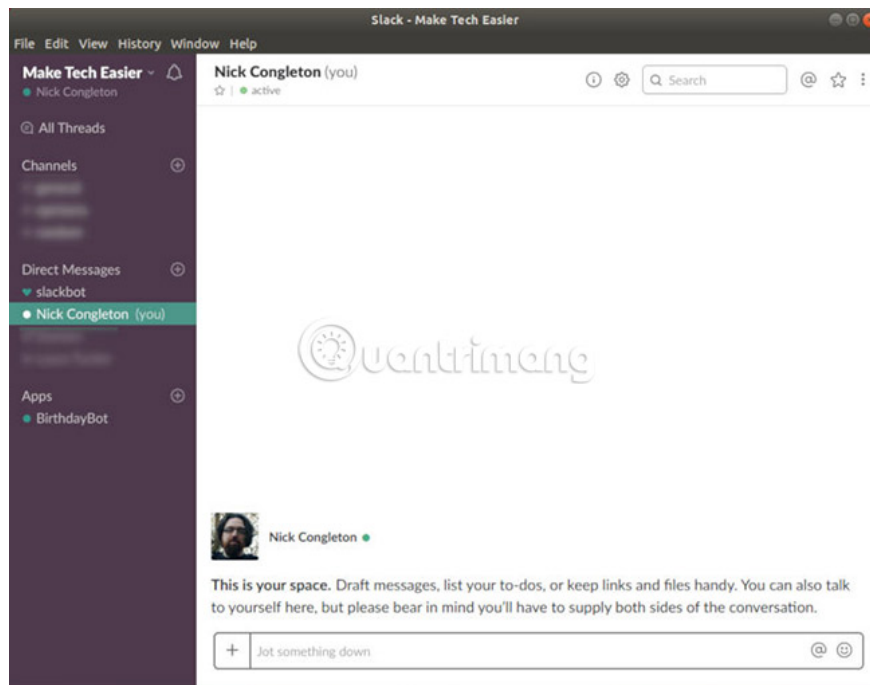 Slack - Make Tech Easier
File Edit View History Window Help
Make Tech Easier
Nick Congleton
All Threads
Channels
Direct Messages
slackbot
Nick Congleton (you)
Apps
BirthdayBot
Nick Congleton (you)
active
Search
Quantrimang
Nick Congleton
This is your space. Draft messages, list your to-dos, or keep links and files handy. You can also talk
to yourself here, but please bear in mind you'll have to supply both sides of the conversation.
Jot something down